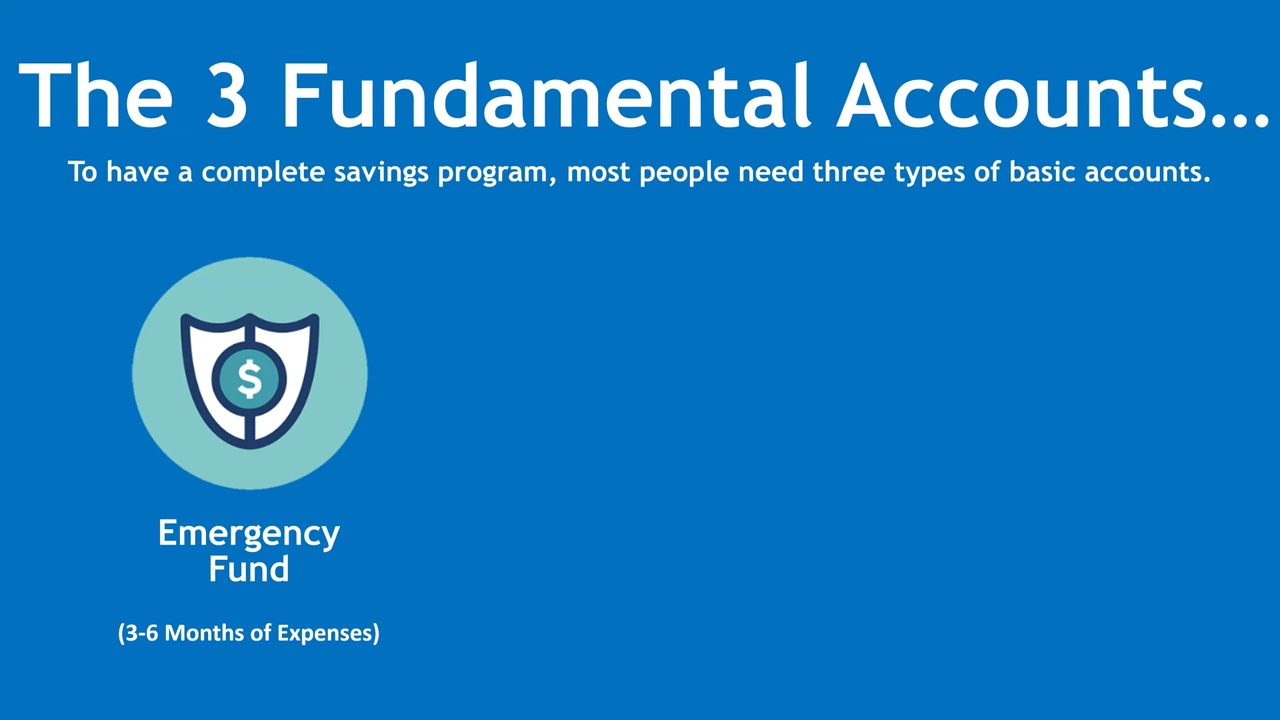 The 3 Fundamental Accounts...
To have a complete savings program, most people need three types of basic accounts.
$
Emergency
Fund
(3-6 Months of Expenses)